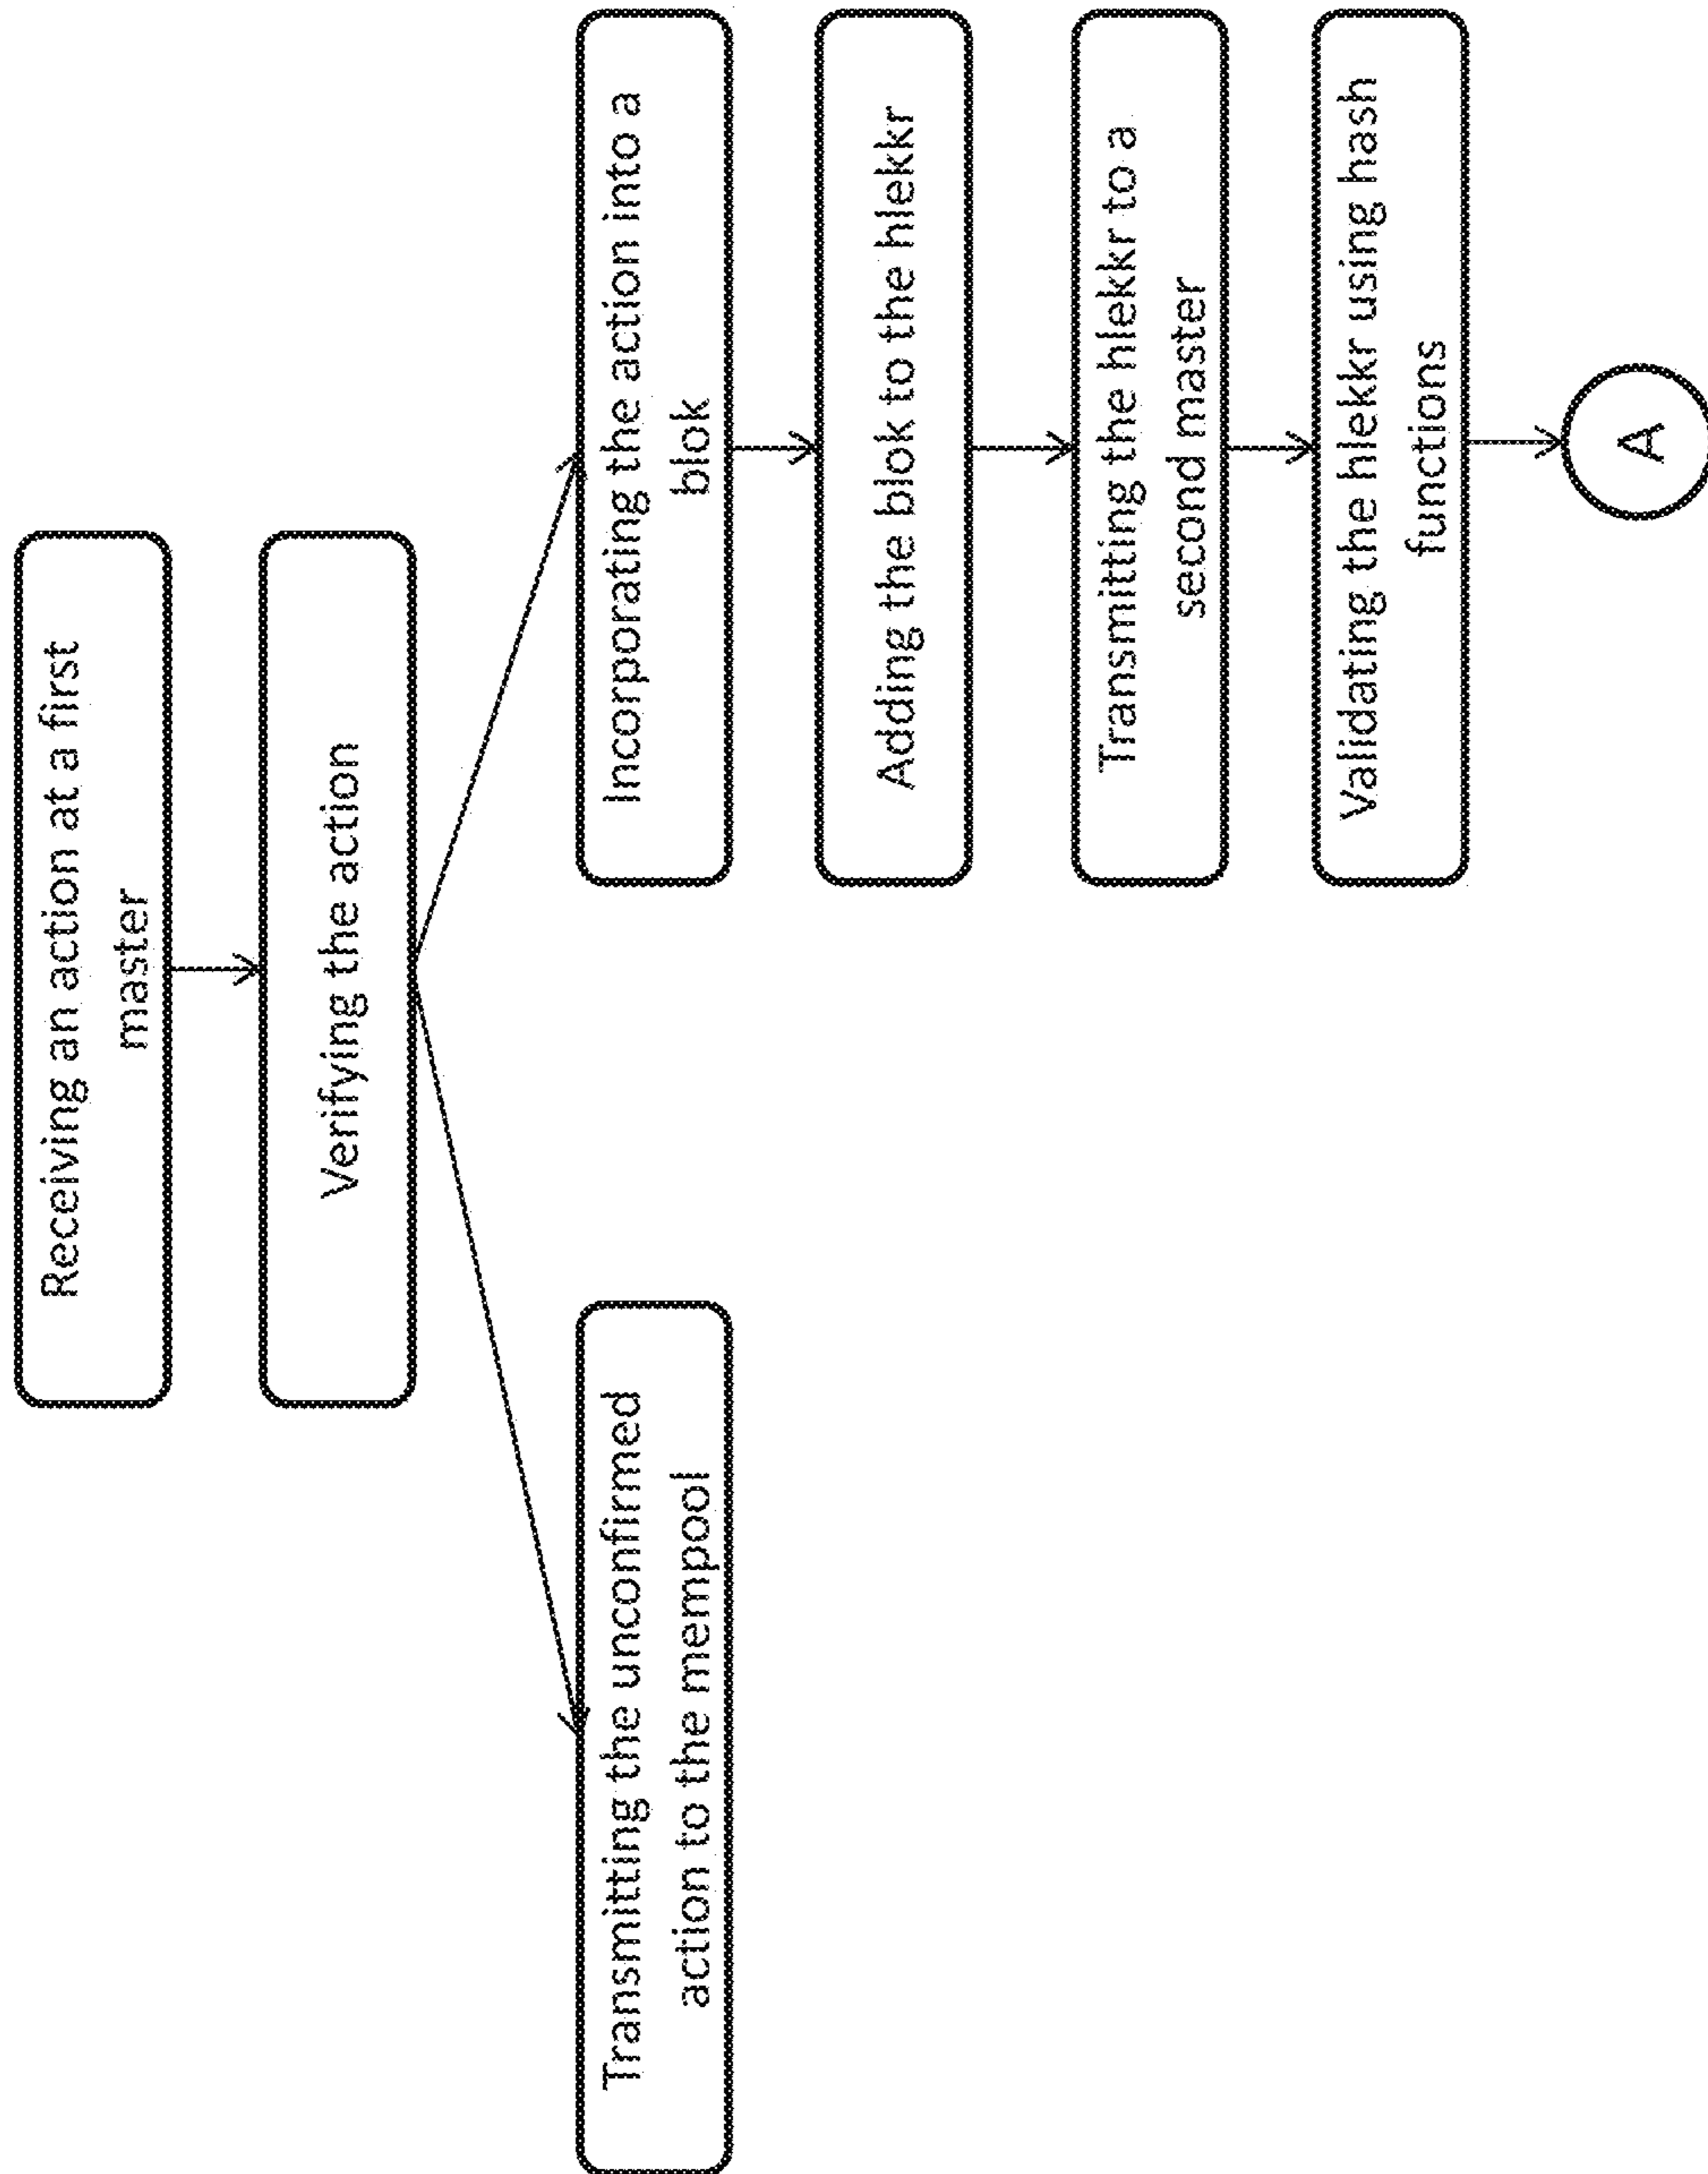 Receiving an action at a first
master
Verifying the action
Transmitting the unconfirmed
action to the mempool
Incorporating the action into a
blok
Adding the blok to the hlekkr
Transmitting the hlekkr to a
second master
Validating the hlekkr using hash
functions
A